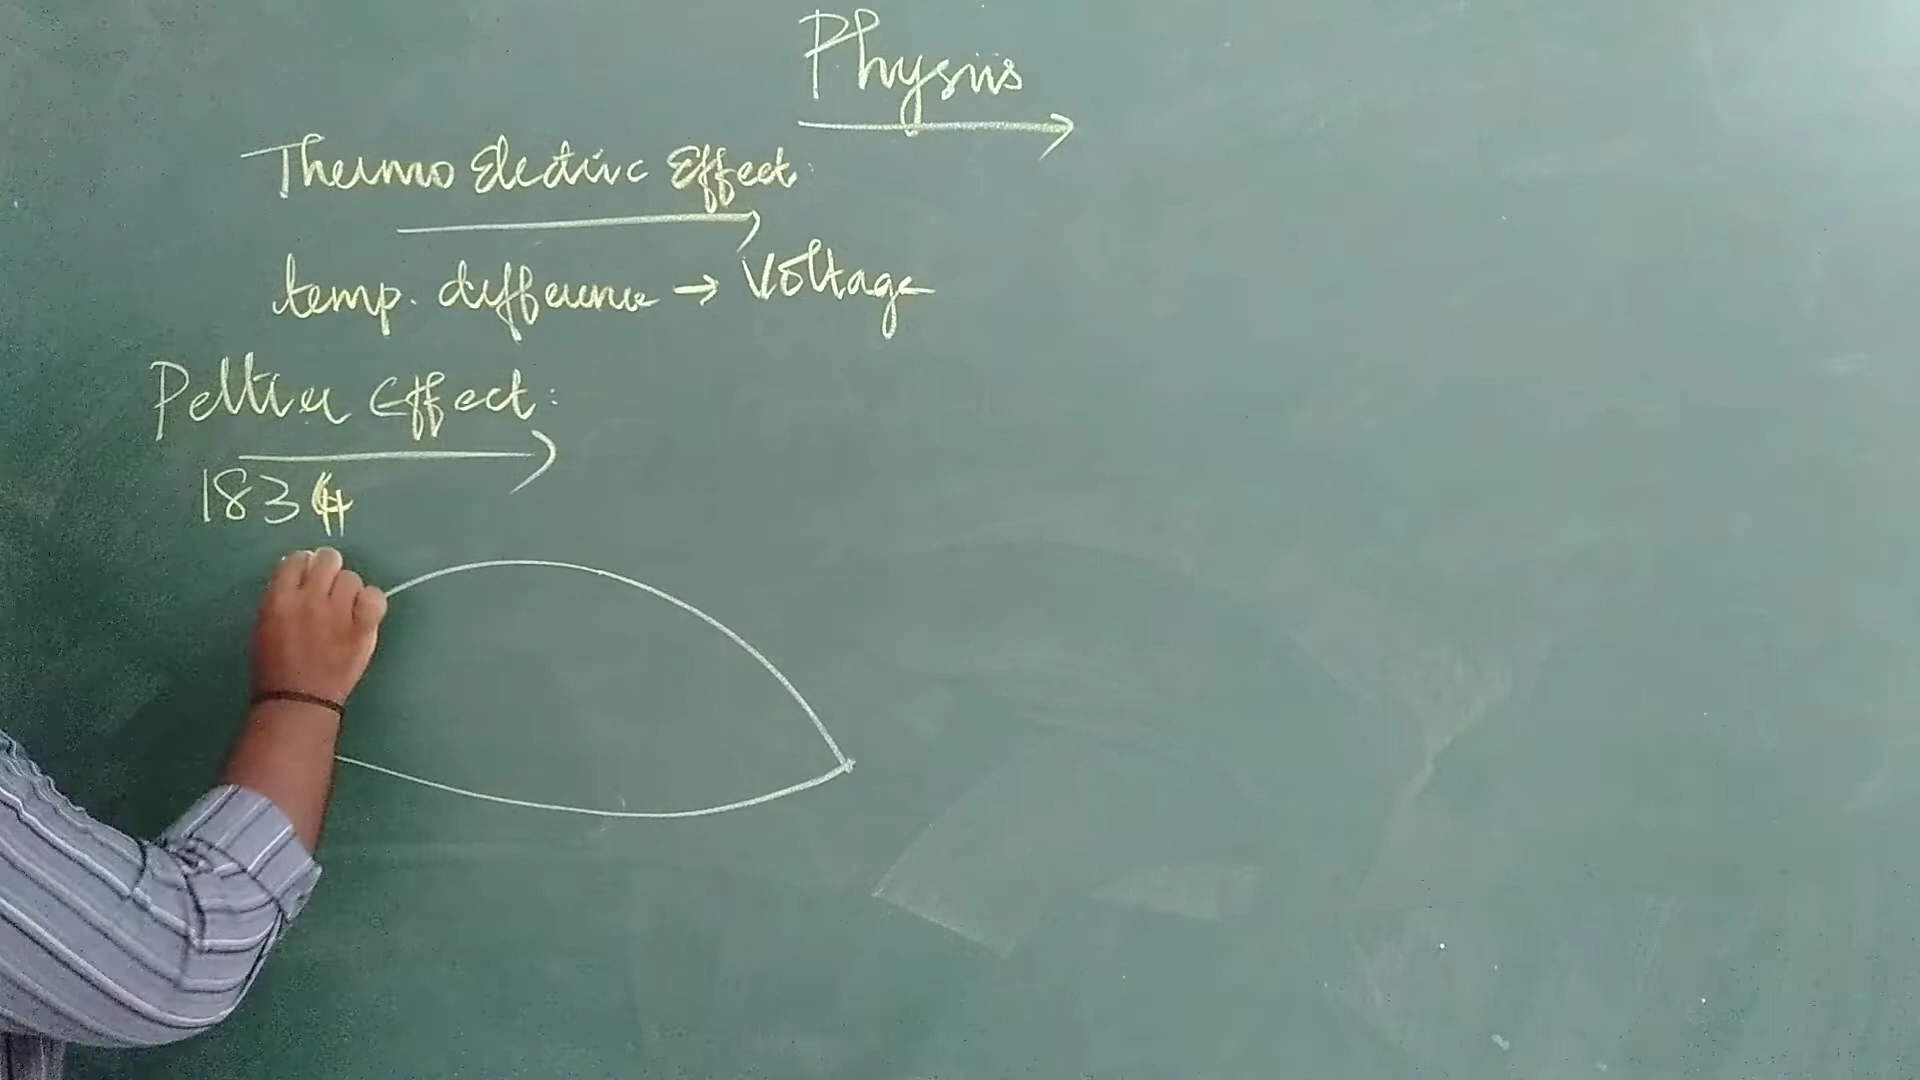 Physics
Thermo Electric Effect:
temp. difference → Voltage
Peltier Effect:
1834